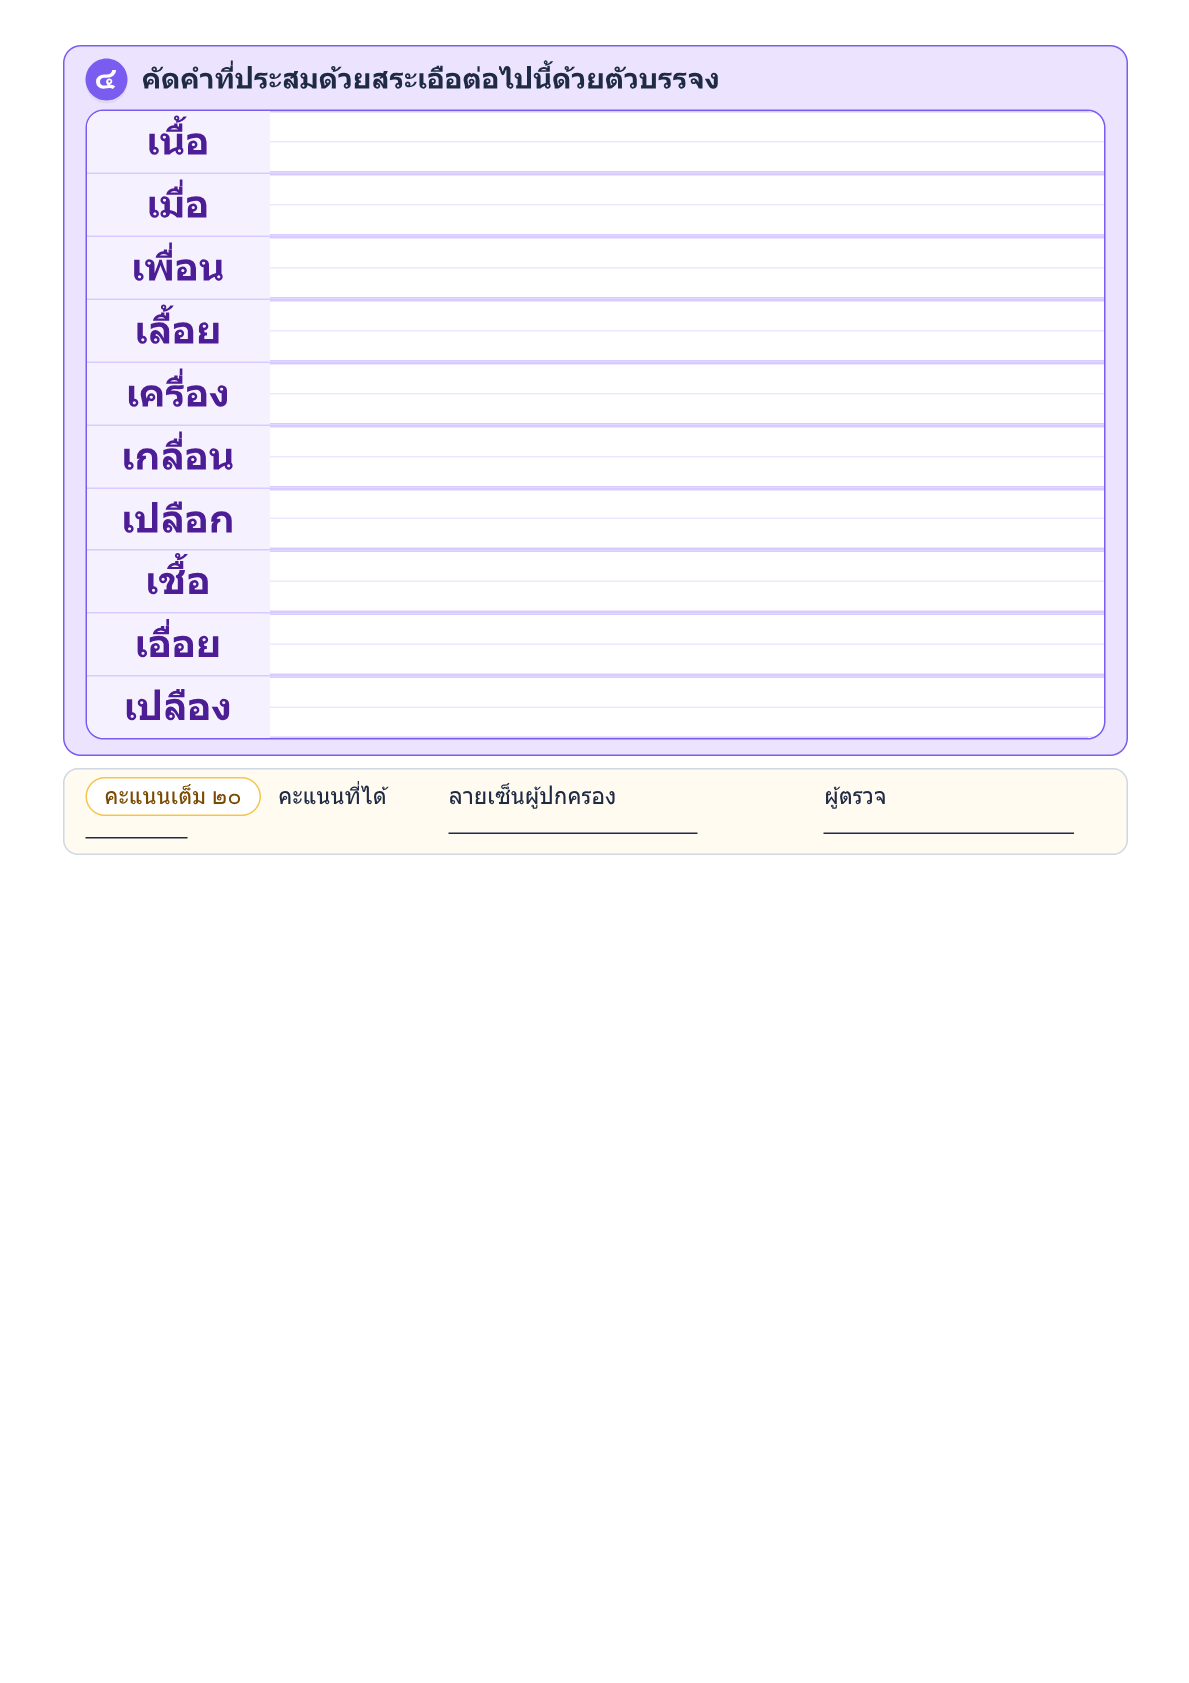 ๔ คัดคำที่ประสมด้วยสระเอือต่อไปนี้ด้วยตัวบรรจง
เนื้อ
เมื่อ
เพื่อน
เลื้อย
เครื่อง
เกลื่อน
เปลือก
เชื้อ
เอื่อย
เปลือง
คะแนนเต็ม ๒๐ คะแนนที่ได้ ลายเซ็นผู้ปกครอง ผู้ตรวจ